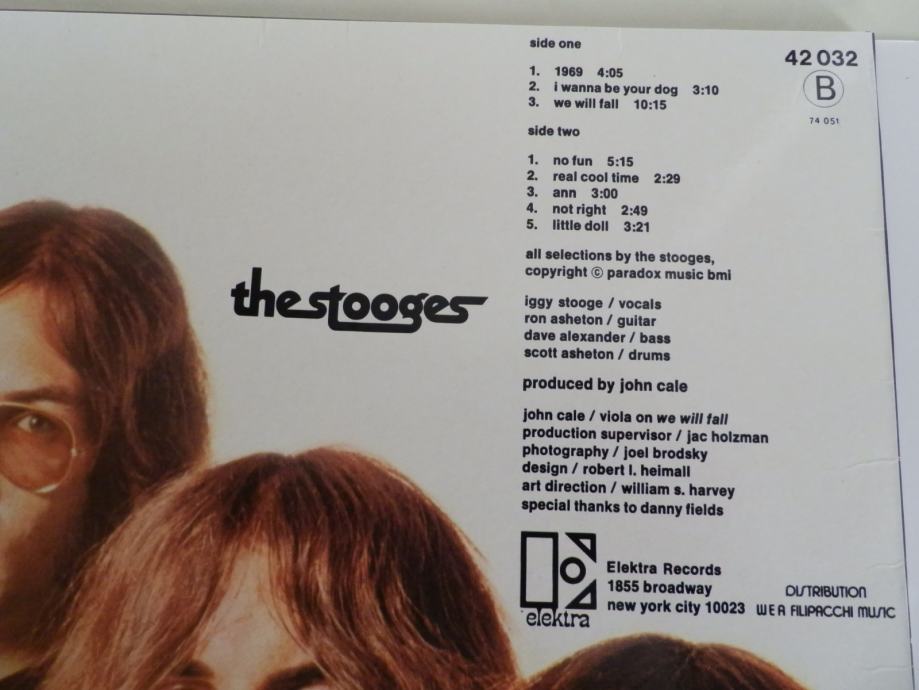 side one
1. 1969 4:05
2. i wanna be your dog 3:10
3. we will fall 10:15
42 032
B
74 051
side two
1. no fun 5:15
2. real cool time 2:29
3. ann 3:00
4. not right 2:49
5. little doll 3:21
all selections by the stooges,
copyright © paradox music bmi
the stooges
iggy stooge / vocals
ron asheton / guitar
dave alexander / bass
scott asheton / drums
produced by john cale
john cale / viola on we will fall
production supervisor / jac holzman
photography / joel brodsky
design / robert l. heimall
art direction / william s. harvey
special thanks to danny fields
elektra
Elektra Records
1855 broadway
new york city 10023
DISTRIBUTION
WEA FILIPACCHI MUSIC